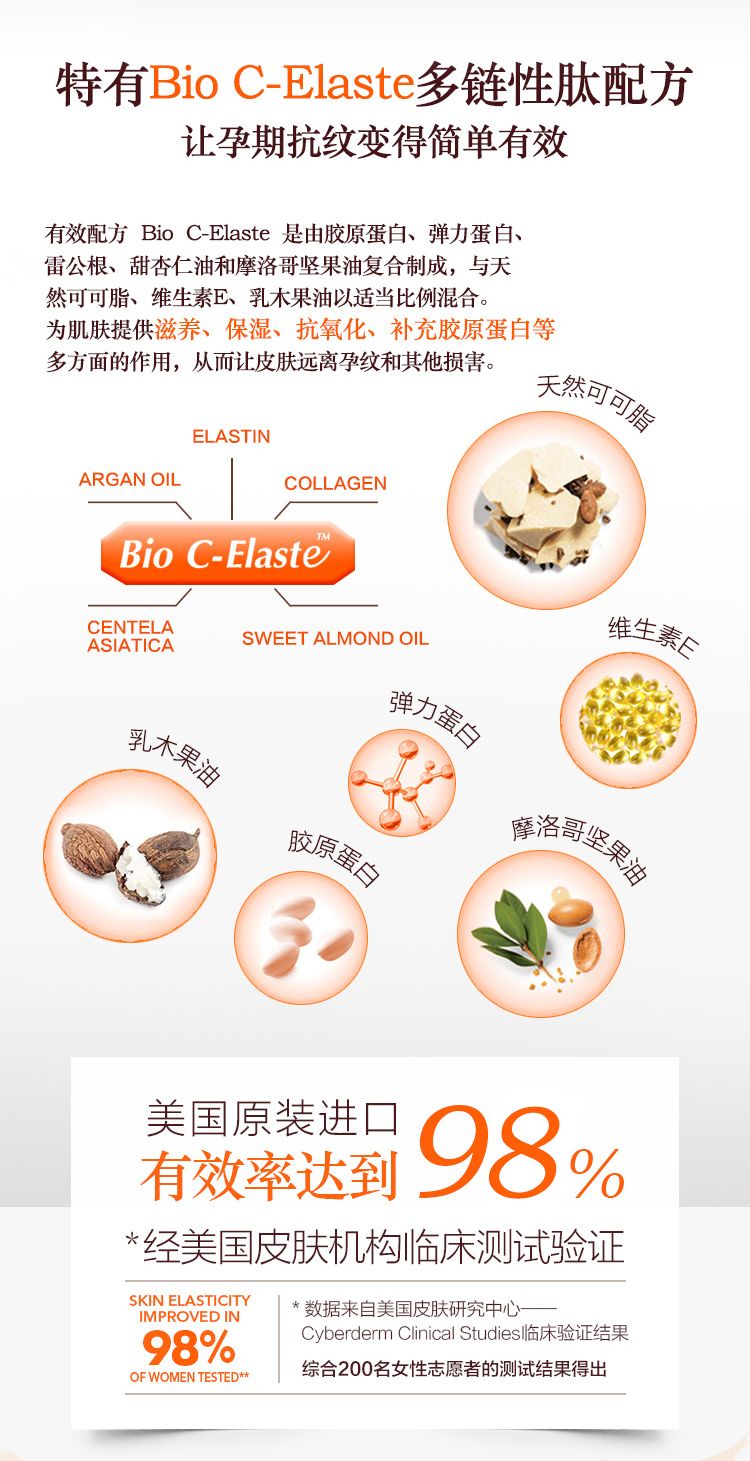 特有Bio C-Elaste多链性肽配方
让孕期抗纹变得简单有效
有效配方 Bio C-Elaste 是由胶原蛋白、弹力蛋白、
雷公根、甜杏仁油和摩洛哥坚果油复合制成，与天
然可可脂、维生素E、乳木果油以适当比例混合。
为肌肤提供滋养、保湿、抗氧化、补充胶原蛋白等
多方面的作用，从而让皮肤远离孕纹和其他损害。
天然可可脂
ELASTIN
ARGAN OIL
COLLAGEN
Bio C-Elaste™
CENTELA
ASIATICA
SWEET ALMOND OIL
维生素E
弹力蛋白
乳木果油
胶原蛋白
摩洛哥坚果油
美国原装进口
有效率达到98%
*经美国皮肤机构临床测试验证
SKIN ELASTICITY
IMPROVED IN
98%
OF WOMEN TESTED**
* 数据来自美国皮肤研究中心——
Cyberderm Clinical Studies临床验证结果
综合200名女性志愿者的测试结果得出